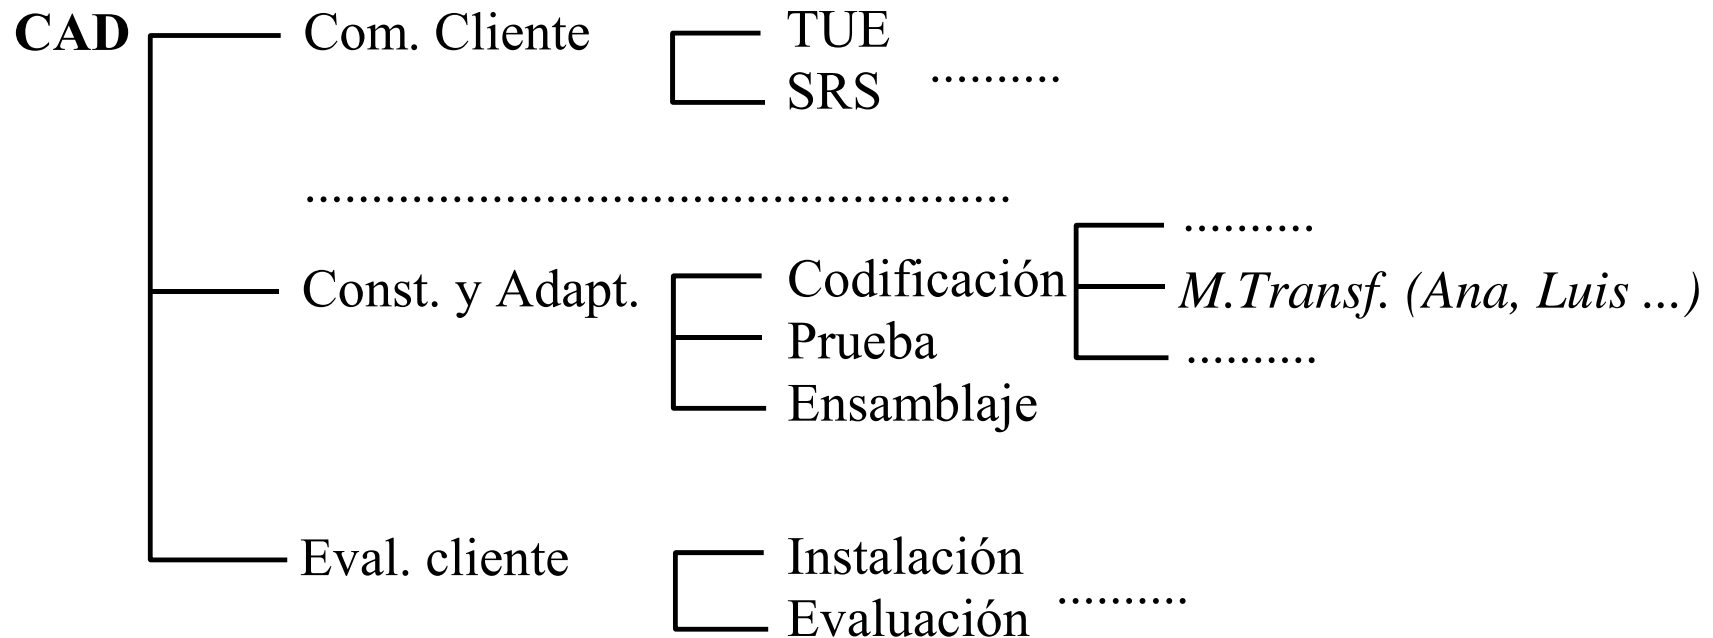 CAD
Com. Cliente
TUE
SRS ..........
.....................................................
Const. y Adapt.
Codificación
Prueba
Ensamblaje
..........
M.Transf. (Ana, Luis ...)
..........
Eval. cliente
Instalación
Evaluación ..........